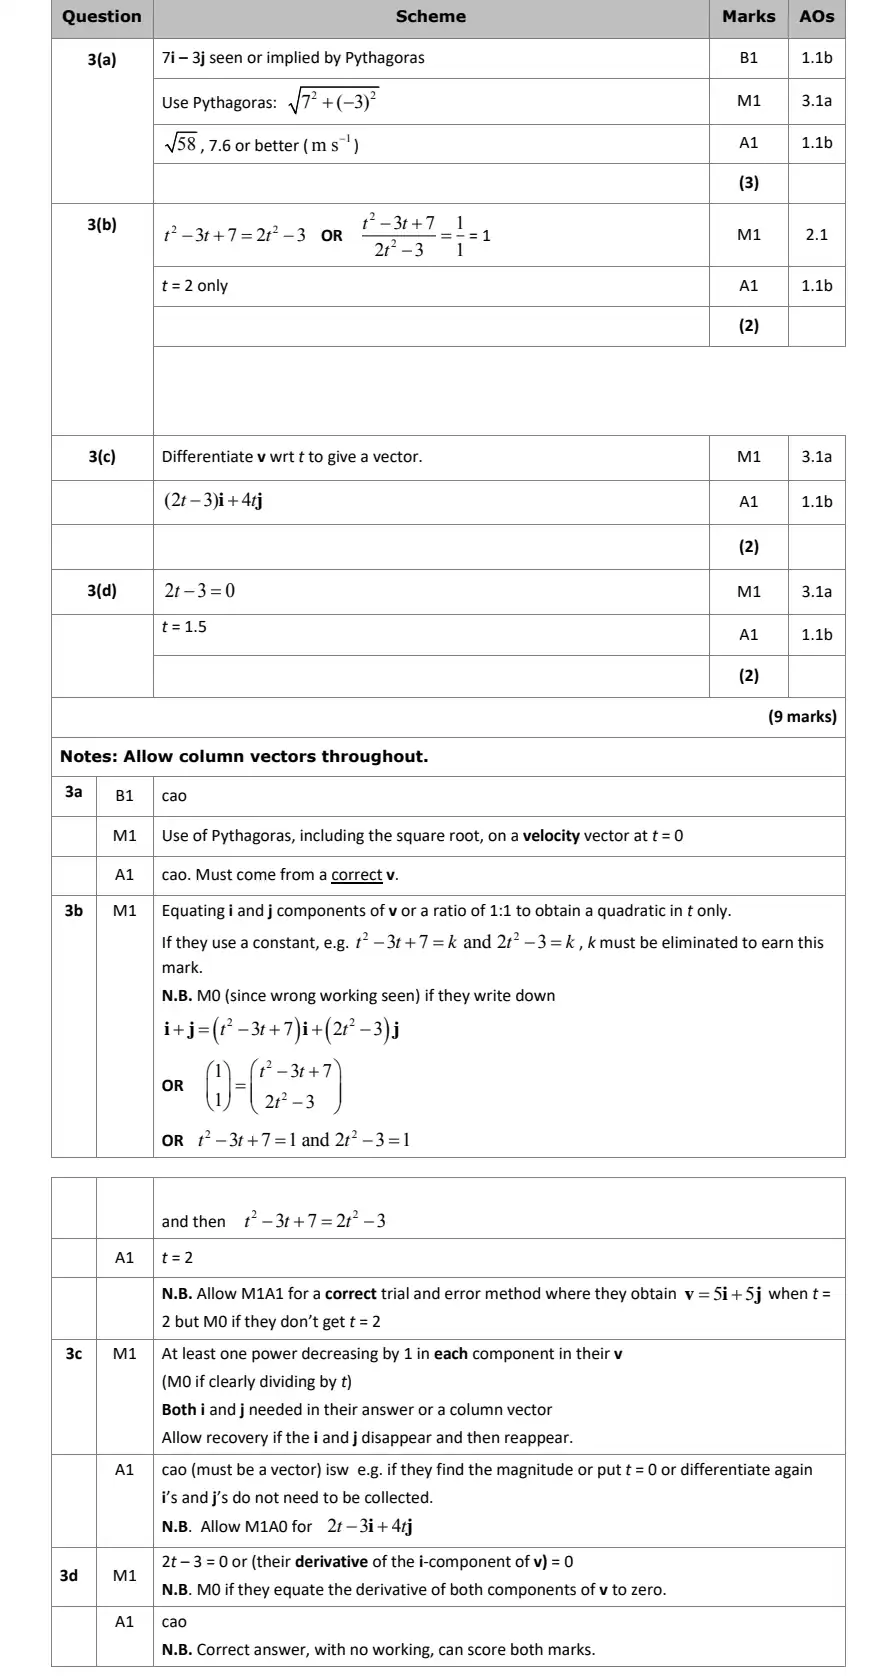 Question Scheme Marks AOs
3(a) 7i – 3j seen or implied by Pythagoras B1 1.1b
Use Pythagoras: √(7² + (−3)²) M1 3.1a
√58 , 7.6 or better ( m s⁻¹ ) A1 1.1b
(3)
3(b) t² − 3t + 7 = 2t² − 3 OR (t² − 3t + 7)/(2t² − 3) = 1/1 = 1 M1 2.1
t = 2 only A1 1.1b
(2)
3(c) Differentiate v wrt t to give a vector. M1 3.1a
(2t − 3)i + 4tj A1 1.1b
(2)
3(d) 2t − 3 = 0 M1 3.1a
t = 1.5 A1 1.1b
(2)
(9 marks)
Notes: Allow column vectors throughout.
3a B1 cao
M1 Use of Pythagoras, including the square root, on a velocity vector at t = 0
A1 cao. Must come from a correct v.
3b M1 Equating i and j components of v or a ratio of 1:1 to obtain a quadratic in t only.
If they use a constant, e.g. t² − 3t + 7 = k and 2t² − 3 = k , k must be eliminated to earn this
mark.
N.B. M0 (since wrong working seen) if they write down
i + j = (t² − 3t + 7)i + (2t² − 3)j
OR (1 1) = (t² − 3t + 7 2t² − 3)
OR t² − 3t + 7 = 1 and 2t² − 3 = 1
and then t² − 3t + 7 = 2t² − 3
A1 t = 2
N.B. Allow M1A1 for a correct trial and error method where they obtain v = 5i + 5j when t =
2 but M0 if they don’t get t = 2
3c M1 At least one power decreasing by 1 in each component in their v
(M0 if clearly dividing by t)
Both i and j needed in their answer or a column vector
Allow recovery if the i and j disappear and then reappear.
A1 cao (must be a vector) isw e.g. if they find the magnitude or put t = 0 or differentiate again
i’s and j’s do not need to be collected.
N.B. Allow M1A0 for 2t − 3i + 4tj
3d M1 2t – 3 = 0 or (their derivative of the i-component of v) = 0
N.B. M0 if they equate the derivative of both components of v to zero.
A1 cao
N.B. Correct answer, with no working, can score both marks.